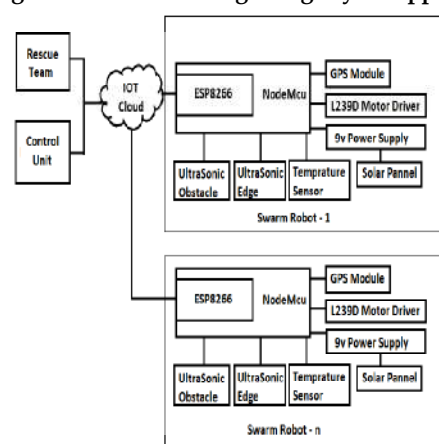 Rescue
Team
Control
Unit
IOT
Cloud
ESP8266
NodeMcu
GPS Module
L239D Motor Driver
9v Power Supply
Solar Pannel
UltraSonic
Obstacle
UltraSonic
Edge
Temprature
Sensor
Swarm Robot - 1
ESP8266
NodeMcu
GPS Module
L239D Motor Driver
9v Power Supply
Solar Pannel
UltraSonic
Obstacle
UltraSonic
Edge
Temprature
Sensor
Swarm Robot - n